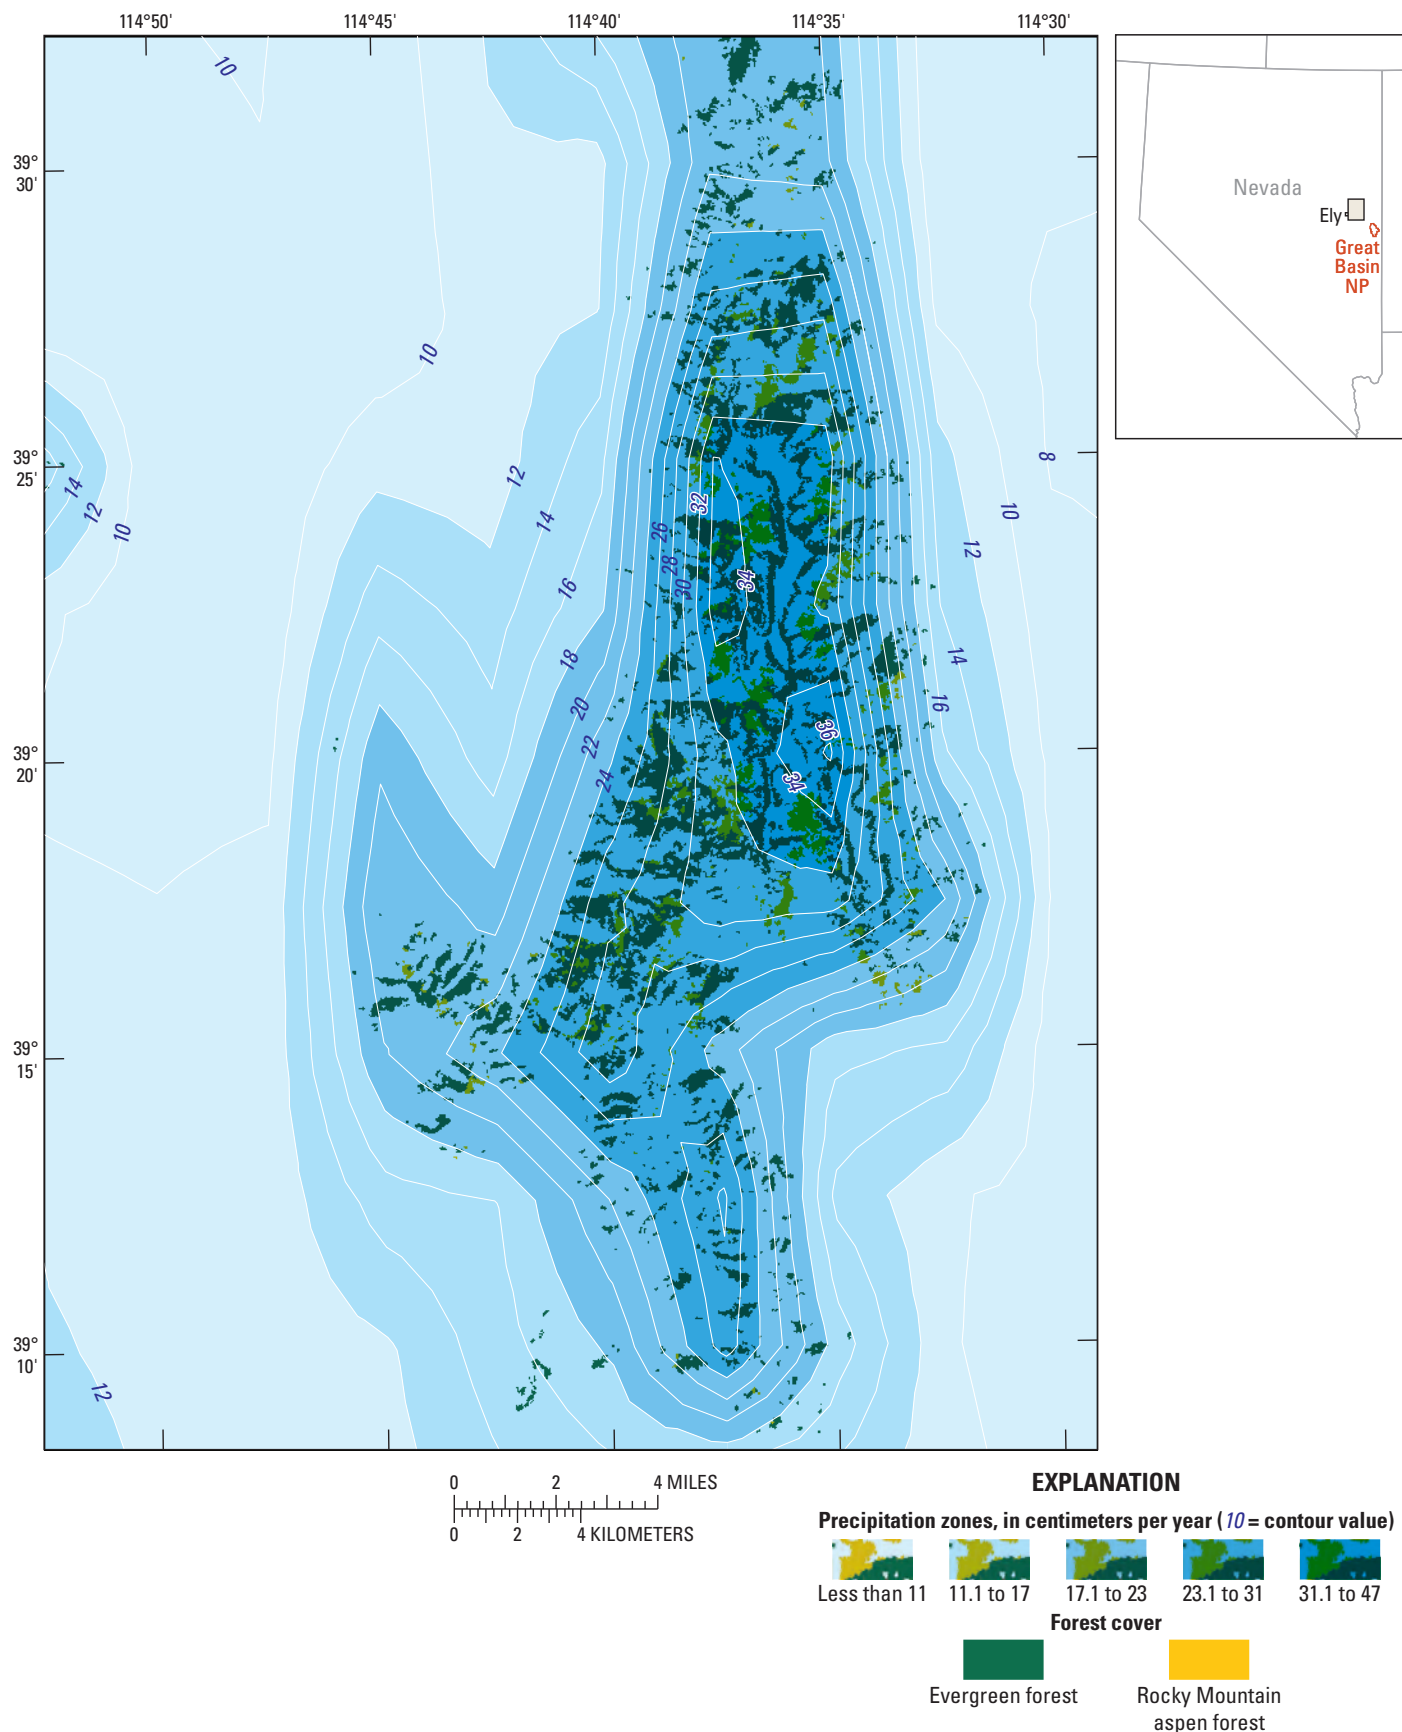 114°50'
114°45'
114°40'
114°35'
114°30'
39°
30'
39°
25'
39°
20'
39°
15'
39°
10'
10
10
14
12
10
12
14
16
18
20
22
24
26
28
30
32
34
36
34
8
10
12
14
16
12
Nevada
Ely
Great
Basin
NP
0 2 4 MILES
0 2 4 KILOMETERS
EXPLANATION
Precipitation zones, in centimeters per year (10 = contour value)
Less than 11 11.1 to 17 17.1 to 23 23.1 to 31 31.1 to 47
Forest cover
Evergreen forest
Rocky Mountain
aspen forest